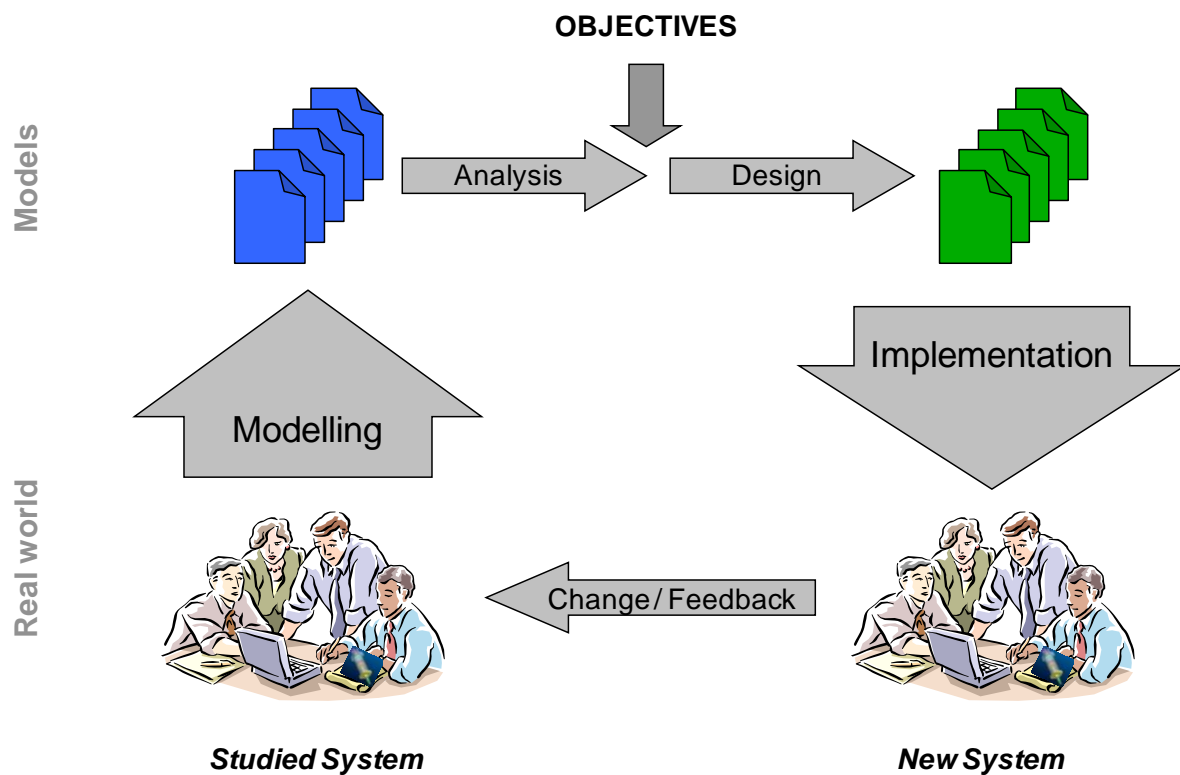 OBJECTIVES
Models
Analysis
Design
Implementation
Modelling
Real world
Change / Feedback
Studied System
New System